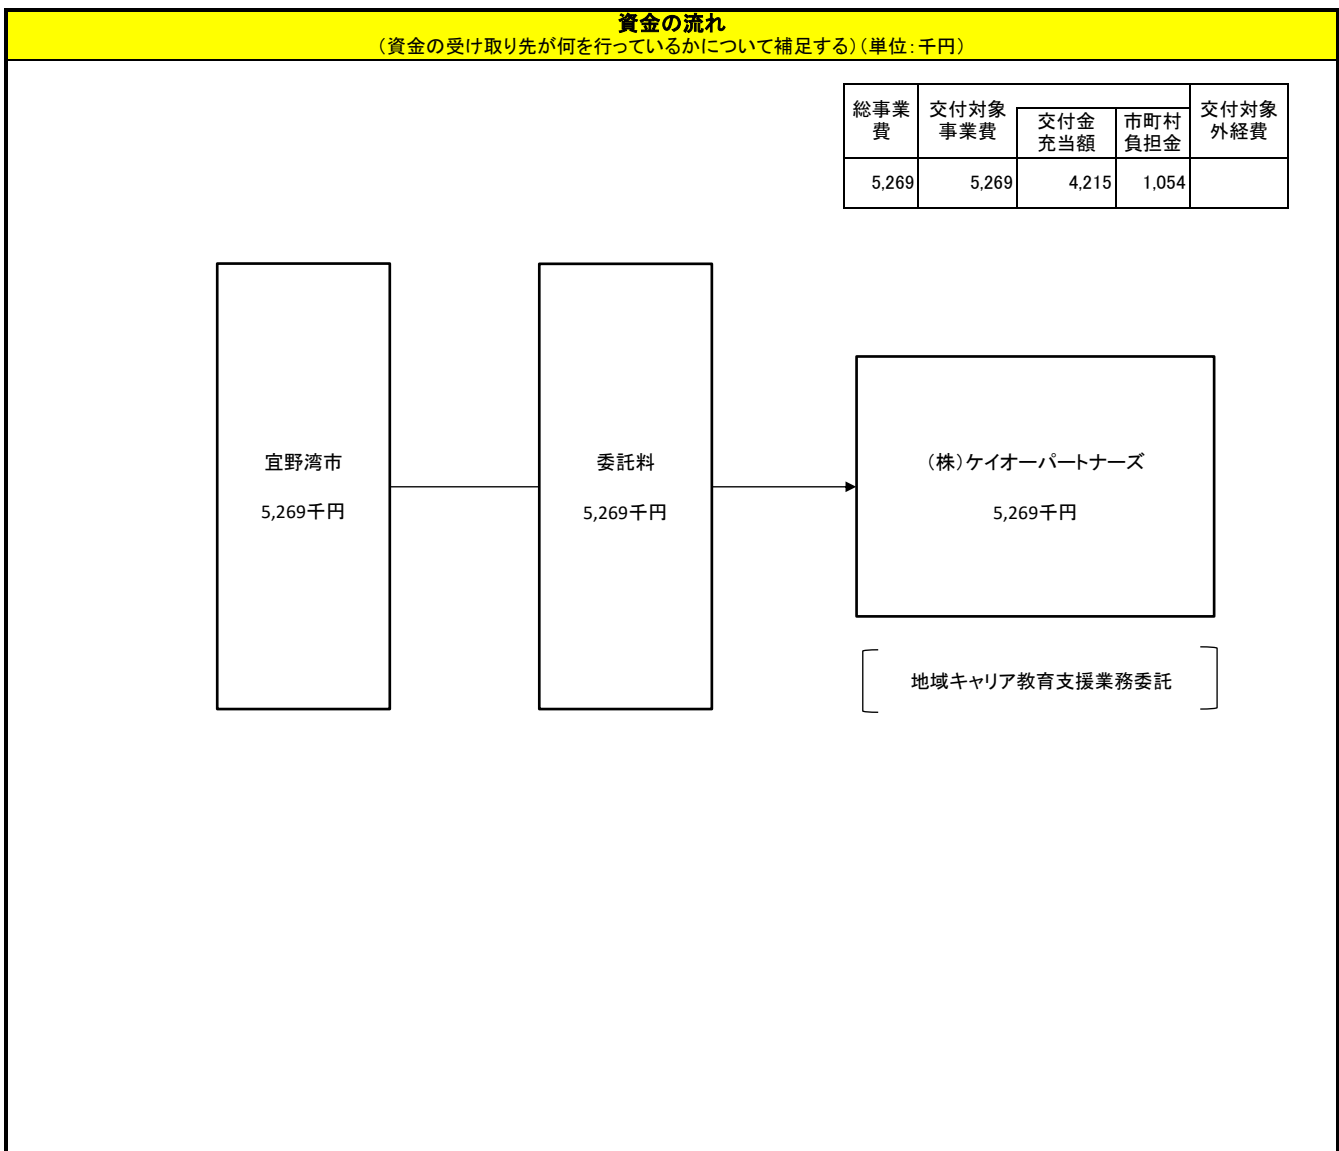 資金の流れ
（資金の受け取り先が何を行っているかについて補足する）（単位：千円）
総事業
費
交付対象
事業費
交付金
充当額
市町村
負担金
交付対象
外経費
5,269
5,269
4,215
1,054
宜野湾市
5,269千円
委託料
5,269千円
（株）ケイオーパートナーズ
5,269千円
地域キャリア教育支援業務委託